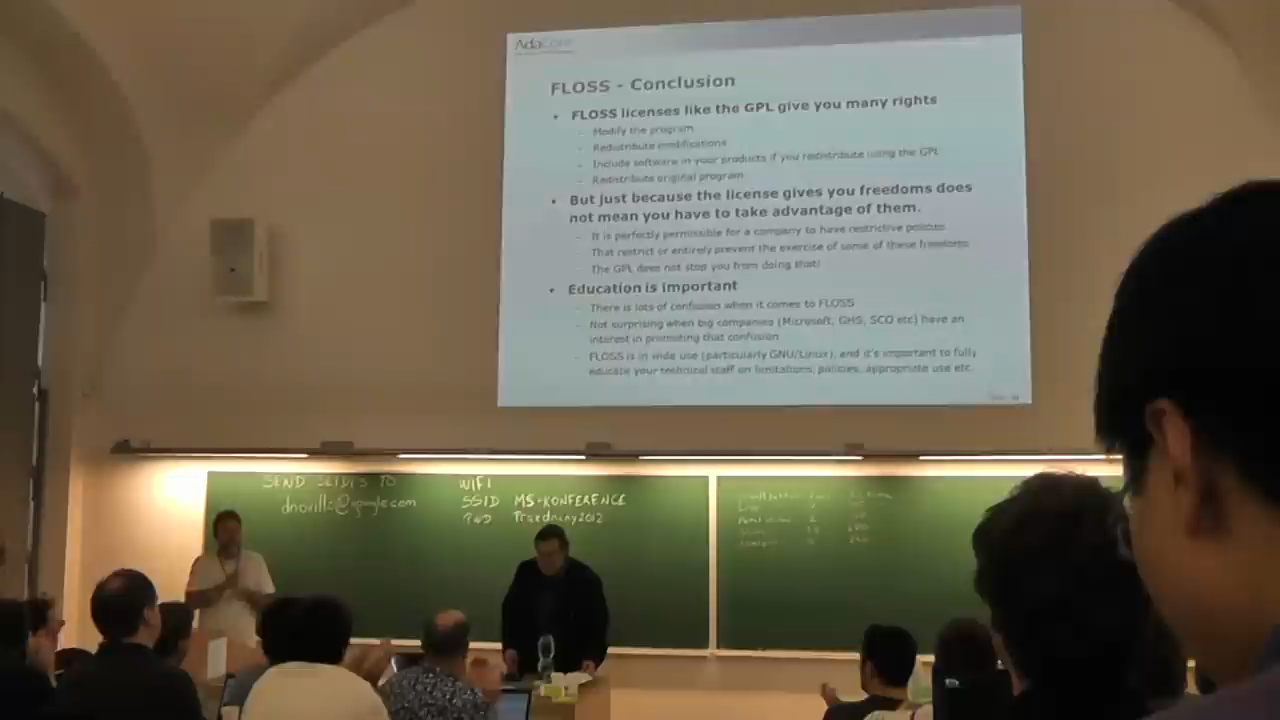 AdaCore
FLOSS - Conclusion
• FLOSS licenses like the GPL give you many rights
– Modify the program
– Redistribute modifications
– Include software in your products if you redistribute using the GPL
– Redistribute original program
• But just because the license gives you freedoms does
not mean you have to take advantage of them.
– It is perfectly permissible for a company to have restrictive policies
– That restrict or entirely prevent the exercise of some of these freedoms
– The GPL does not stop you from doing that!
• Education is important
– There is lots of confusion when it comes to FLOSS
– Not surprising when big companies (Microsoft, GHS, SCO etc) have an
interest in promoting that confusion
– FLOSS is in wide use (particularly GNU/Linux), and it's important to fully
educate your technical staff on limitations, policies, appropriate use etc.
SEND SLIDES TO
dnovillo@google.com
WIFI
SSID MS-KONFERENCE
PWD